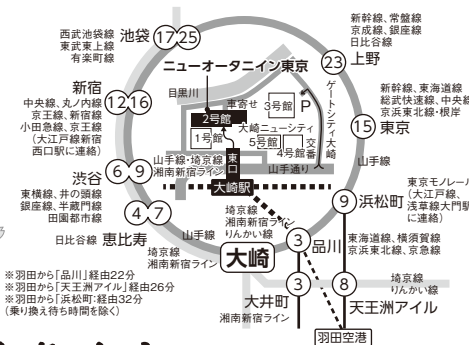 西武池袋線
東武東上線
有楽町線
池袋
17
25
新幹線、常盤線
京成線、銀座線
日比谷線
23
上野
ニューオータニイン東京
目黒川
車寄せ
2号館
3号館
P
1号館
大崎ニューシティ
5号館
4号館
交番
ゲートシティ大崎
山手通り
東口
大崎駅
山手線・埼京線
湘南新宿ライン
新宿
中央線、丸ノ内線
京王線、新宿線
小田急線、京王線
(大江戸線新宿
西口駅に連絡)
12
16
新幹線、東海道線
総武快速線、中央線
京浜東北線・根岸
15
東京
山手線
渋谷
東横線、井の頭線
銀座線、半蔵門線
田園都市線
6
9
4
7
日比谷線
恵比寿
山手線
埼京線
湘南新宿ライン
りんかい線
埼京線
湘南新宿ライン
大崎
9
浜松町
東京モノレール
(大江戸線、
浅草線大門駅
に連絡)
3
品川
東海道線、横須賀線
京浜東北線、京急線
3
大井町
湘南新宿ライン
8
天王洲アイル
埼京線
りんかい線
羽田空港
※羽田から「品川」経由22分
※羽田から「天王洲アイル」経由26分
※羽田から「浜松町:経由32分
(乗り換え待ち時間を除く)